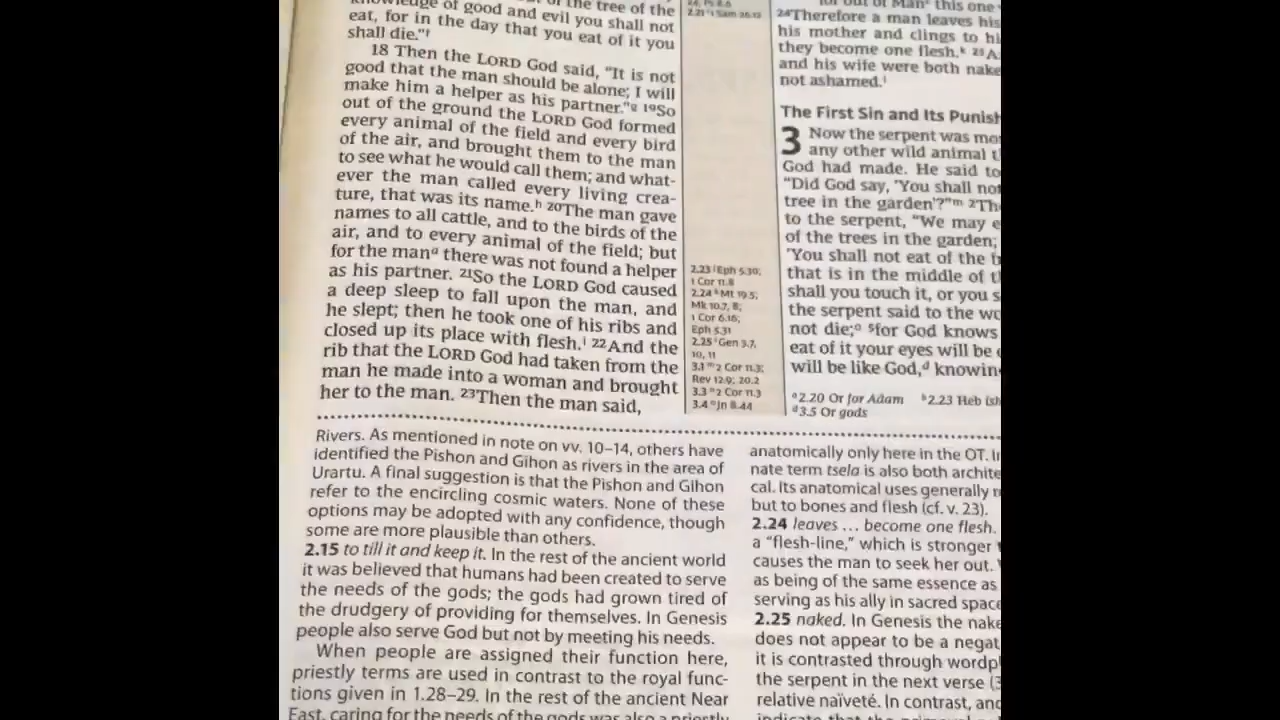 knowledge of good and evil you shall not
eat, for in the day that you eat of it you
shall die."f
18 Then the LORD God said, "It is not
good that the man should be alone; I will
make him a helper as his partner."g 19So
out of the ground the LORD God formed
every animal of the field and every bird
of the air, and brought them to the man
to see what he would call them; and what-
ever the man called every living crea-
ture, that was its name.h 20The man gave
names to all cattle, and to the birds of the
air, and to every animal of the field; but
for the mana there was not found a helper
as his partner. 21So the LORD God caused
a deep sleep to fall upon the man, and
he slept; then he took one of his ribs and
closed up its place with flesh.i 22And the
rib that the LORD God had taken from the
man he made into a woman and brought
her to the man. 23Then the man said,
2.23 jEph 5.30;
1 Cor 11.8
2.24 kMt 19.5;
Mk 10.7, 8;
1 Cor 6.16;
Eph 5.31
2.25 lGen 3.7,
10, 11
3.1 m2 Cor 11.3;
Rev 12.9; 20.2
3.3 n2 Cor 11.3
3.4 oJn 8.44
this one
24Therefore a man leaves his
his mother and clings to
they become one flesh.k 25
and his wife were both
not ashamed.l
The First Sin and Its
3 Now the serpent was
any other wild animal
God had made. He said to
"Did God say, 'You shall not
tree in the garden'?"m 2
to the serpent, "We may
of the trees in the garden;
'You shall not eat of the
that is in the middle of
shall you touch it, or you
the serpent said to the
not die;o 5for God knows
eat of it your eyes will be
will be like God,d
a2.20 Or for Adam b2.23 Heb
d3.5 Or gods
Rivers. As mentioned in note on vv. 10–14, others have
identified the Pishon and Gihon as rivers in the area of
Urartu. A final suggestion is that the Pishon and Gihon
refer to the encircling cosmic waters. None of these
options may be adopted with any confidence, though
some are more plausible than others.
2.15 to till it and keep it. In the rest of the ancient world
it was believed that humans had been created to serve
the needs of the gods; the gods had grown tired of
the drudgery of providing for themselves. In Genesis
people also serve God but not by meeting his needs.
When people are assigned their function here,
priestly terms are used in contrast to the royal func-
tions given in 1.28–29. In the rest of the ancient Near
East, caring for the needs of the gods was also a priestly
anatomically only here in the OT.
nate term tsela is also both
cal. Its anatomical uses generally
but to bones and flesh (cf. v. 23).
2.24 leaves ... become one flesh.
a "flesh-line," which is stronger
causes the man to seek her out.
as being of the same essence as
serving as his ally in sacred space
2.25 naked. In Genesis the
does not appear to be a
it is contrasted through
the serpent in the next verse
relative naïveté. In contrast,